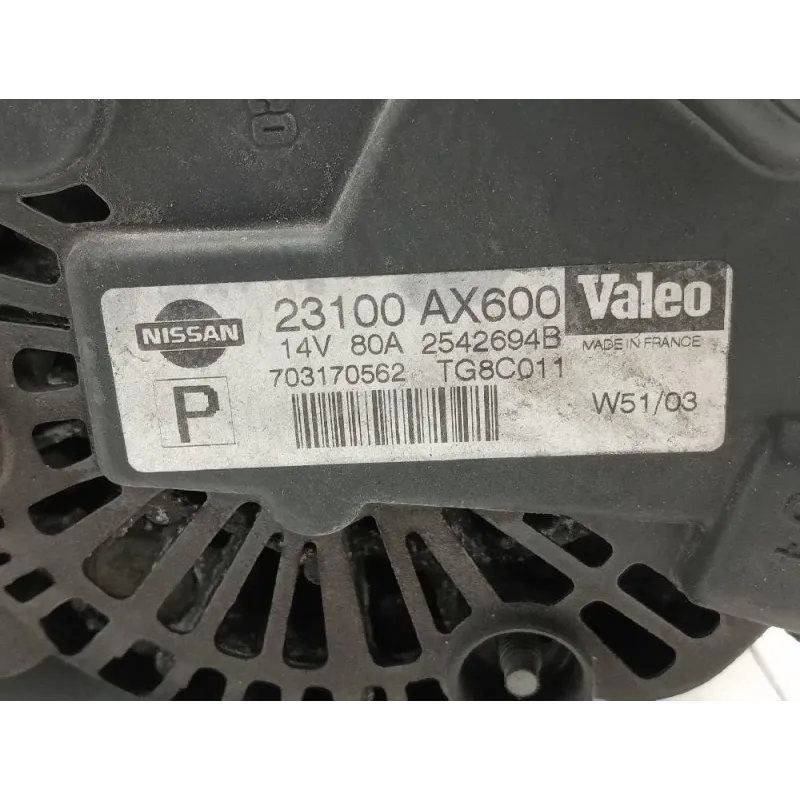 NISSAN
23100 AX600
Valeo
14V 80A 2542694B
MADE IN FRANCE
703170562 TG8C011
P
W51/03